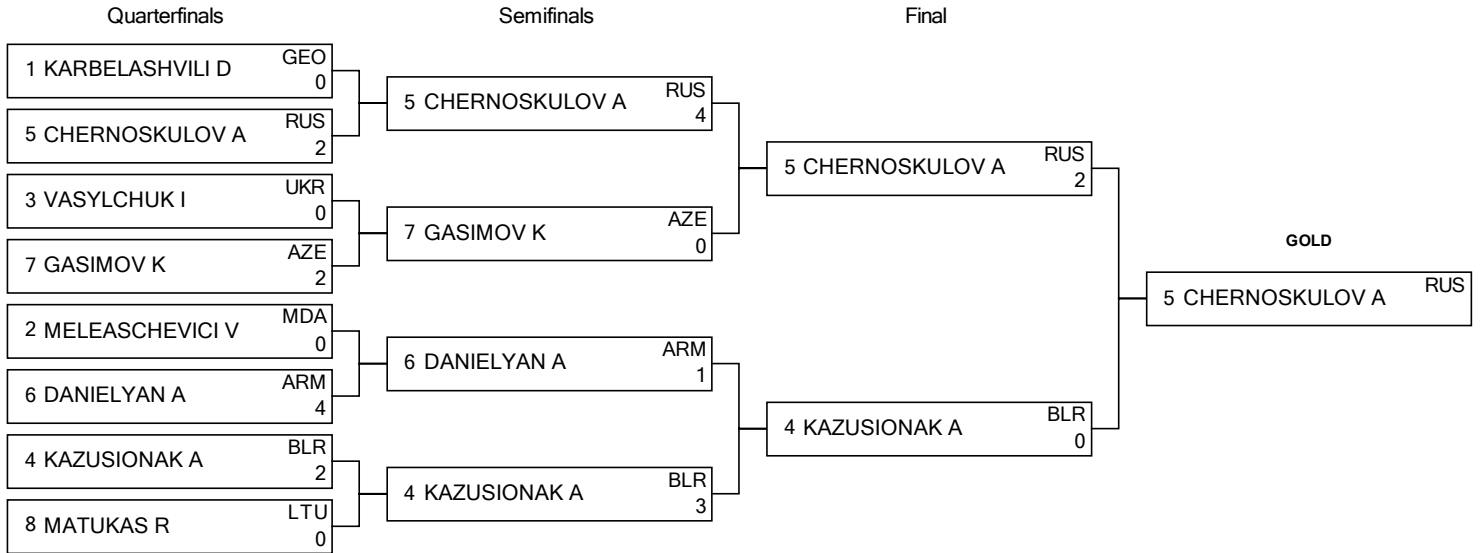 Quarterfinals
Semifinals
Final
1 KARBELASHVILI D GEO
0
5 CHERNOSKULOV A RUS
2
3 VASYLCHUK I UKR
0
7 GASIMOV K AZE
2
2 MELEASCHEVICI V MDA
0
6 DANIELYAN A ARM
4
4 KAZUSIONAK A BLR
2
8 MATUKAS R LTU
0
5 CHERNOSKULOV A RUS
4
7 GASIMOV K AZE
0
6 DANIELYAN A ARM
1
4 KAZUSIONAK A BLR
3
5 CHERNOSKULOV A RUS
2
4 KAZUSIONAK A BLR
0
GOLD
5 CHERNOSKULOV A RUS